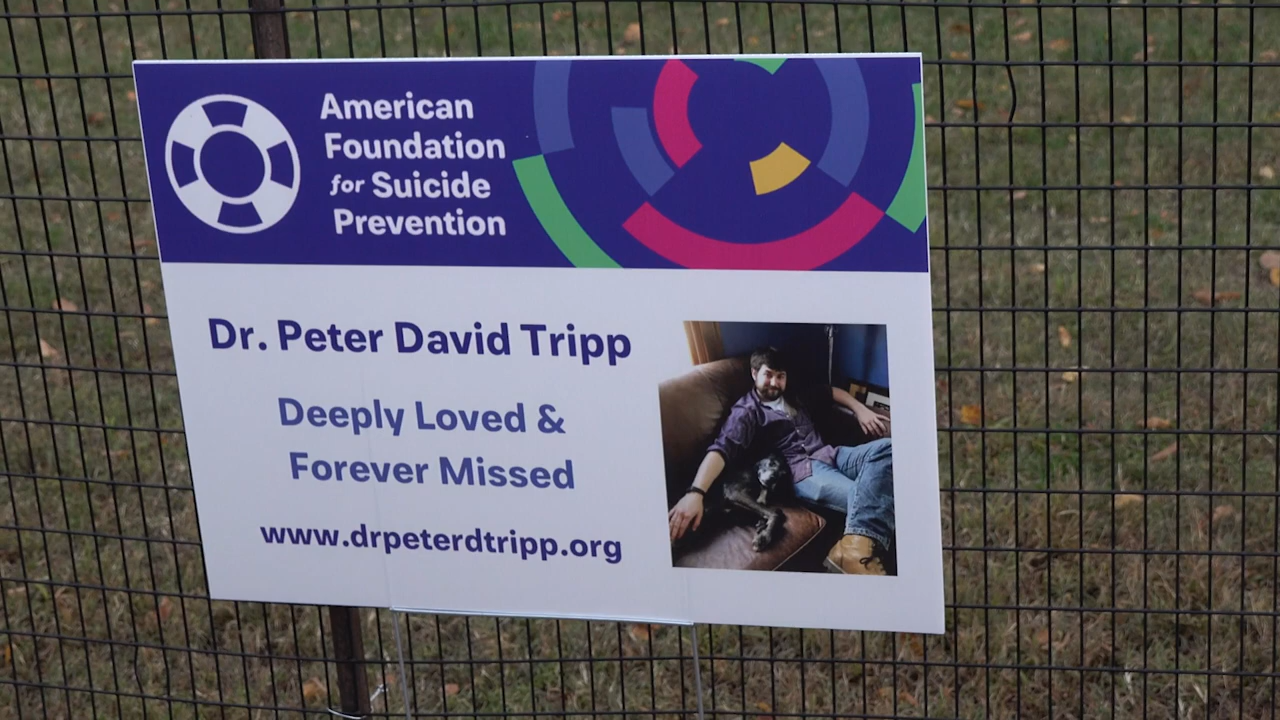 American
Foundation
for Suicide
Prevention
Dr. Peter David Tripp
Deeply Loved &
Forever Missed
www.drpeterdtripp.org